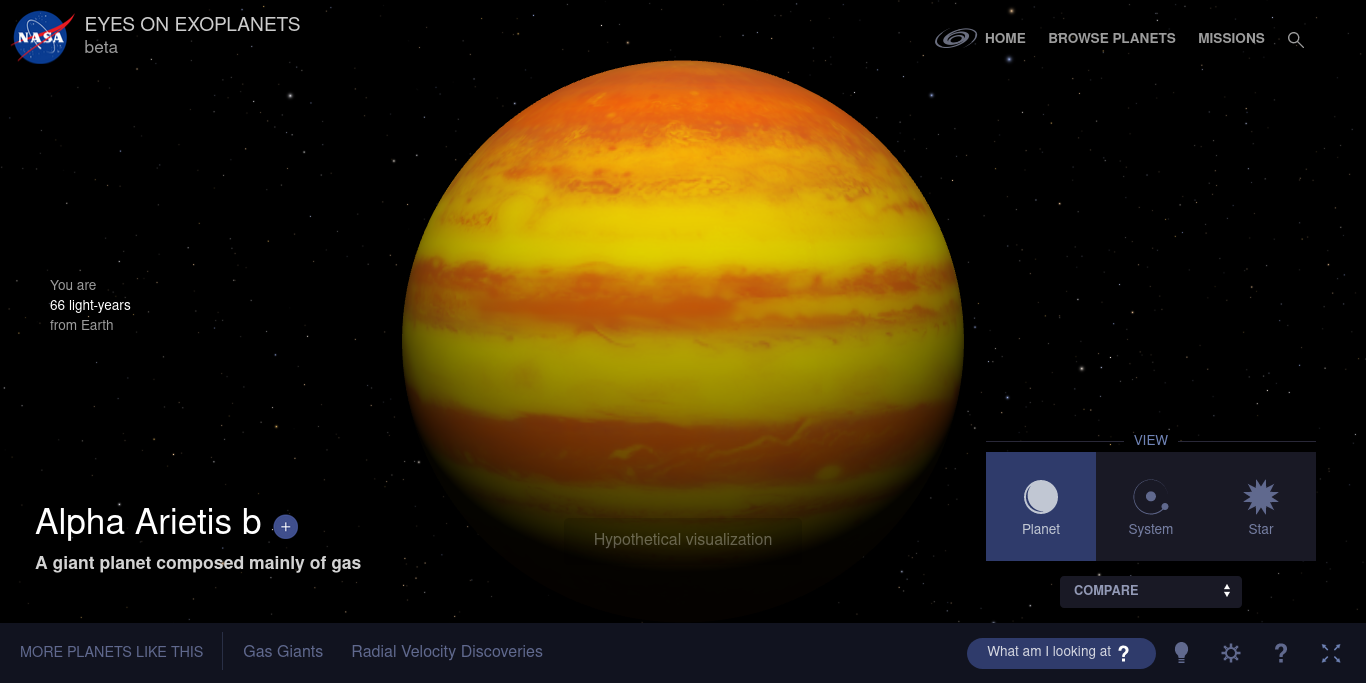 NASA
EYES ON EXOPLANETS
beta
HOME
BROWSE PLANETS
MISSIONS
You are
66 light-years
from Earth
Alpha Arietis b +
A giant planet composed mainly of gas
Hypothetical visualization
VIEW
Planet
System
Star
COMPARE
MORE PLANETS LIKE THIS
Gas Giants
Radial Velocity Discoveries
What am I looking at ?
?